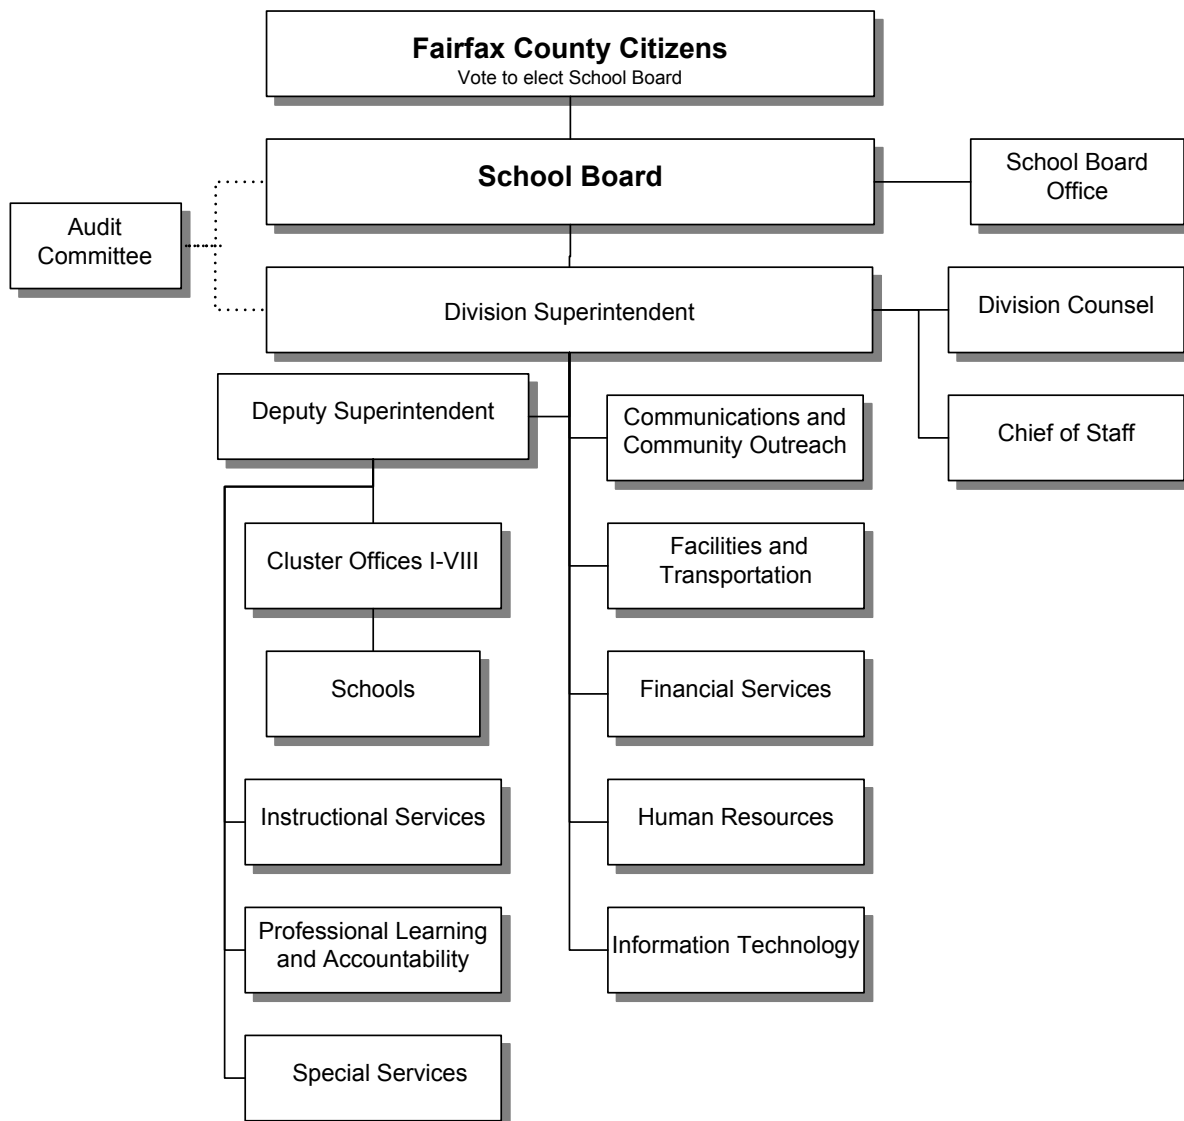 Fairfax County Citizens
Vote to elect School Board
School Board
School Board
Office
Audit
Committee
Division Superintendent
Division Counsel
Deputy Superintendent
Communications and
Community Outreach
Chief of Staff
Cluster Offices I-VIII
Facilities and
Transportation
Schools
Financial Services
Instructional Services
Human Resources
Professional Learning
and Accountability
Information Technology
Special Services